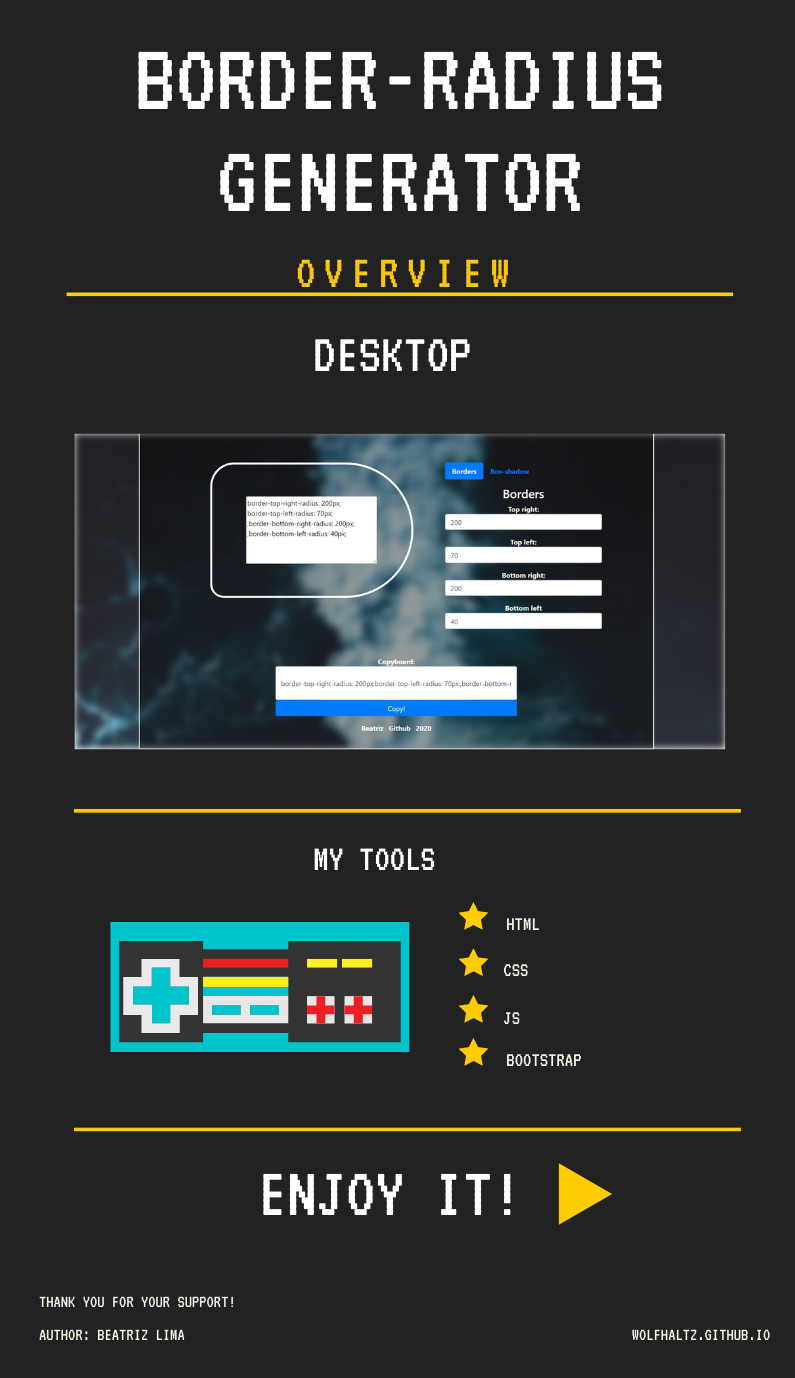 BORDER-RADIUS
GENERATOR
OVERVIEW
DESKTOP
border-top-right-radius: 200px;
border-top-left-radius: 70px;
;border-bottom-right-radius: 200px;
;border-bottom-left-radius: 40px;
Borders Box-shadow
Borders
Top right:
200
Top left:
70
Bottom right:
200
Bottom left
40
Copyboard:
border-top-right-radius: 200px;border-top-left-radius: 70px;;border-bottom-r
Copy!
Beatriz Github 2020
MY TOOLS
HTML
CSS
JS
BOOTSTRAP
ENJOY IT!
THANK YOU FOR YOUR SUPPORT!
AUTHOR: BEATRIZ LIMA
WOLFHALTZ.GITHUB.IO